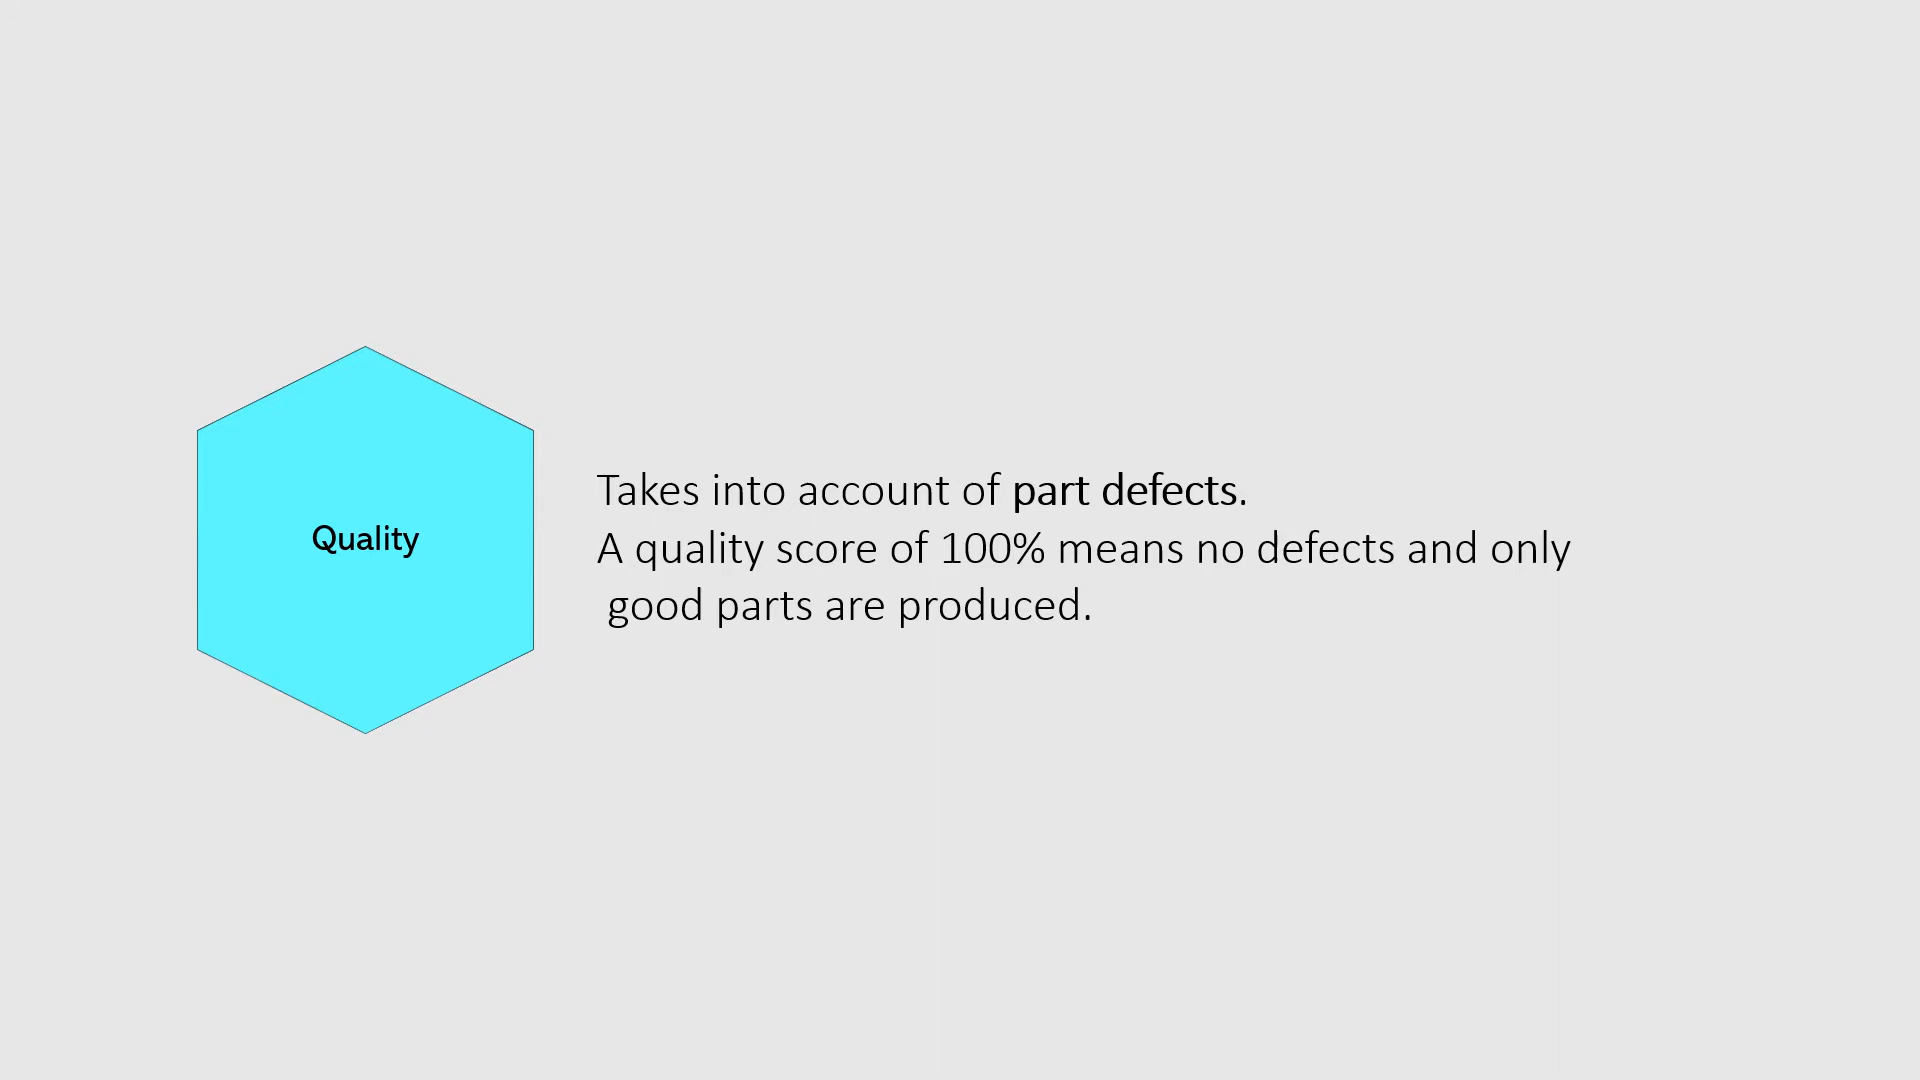 Quality
Takes into account of part defects.
A quality score of 100% means no defects and only
good parts are produced.